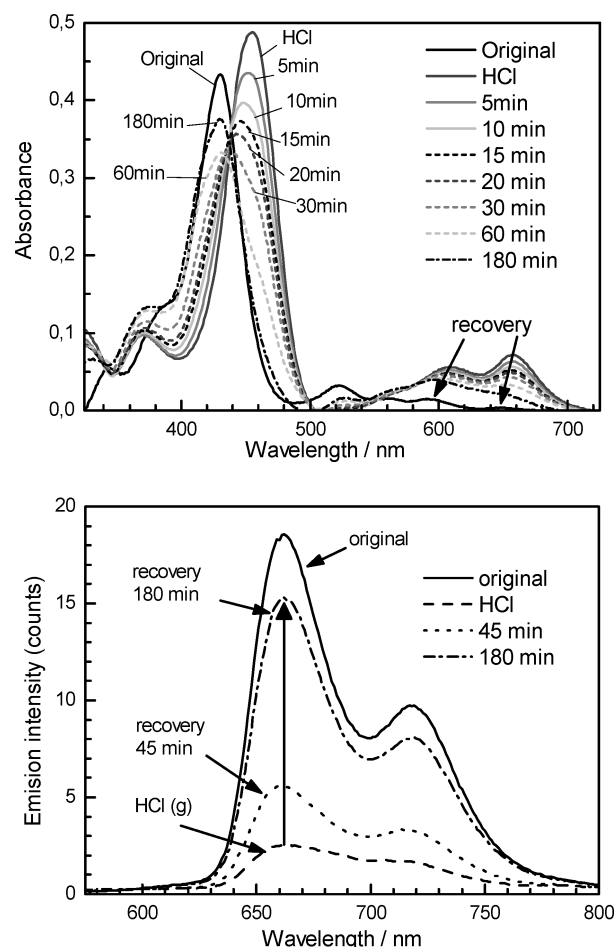 0,5
0,4
0,3
0,2
0,1
0,0
Absorbance
Original
HCl
5min
10min
180min
15min
60min
20min
30min
Original
HCl
5min
10 min
15 min
20 min
30 min
60 min
180 min
recovery
400
500
600
700
Wavelength / nm
20
15
10
5
0
Emision intensity (counts)
original
recovery
180 min
recovery
45 min
HCl (g)
original
HCl
45 min
180 min
600
650
700
750
800
Wavelength / nm